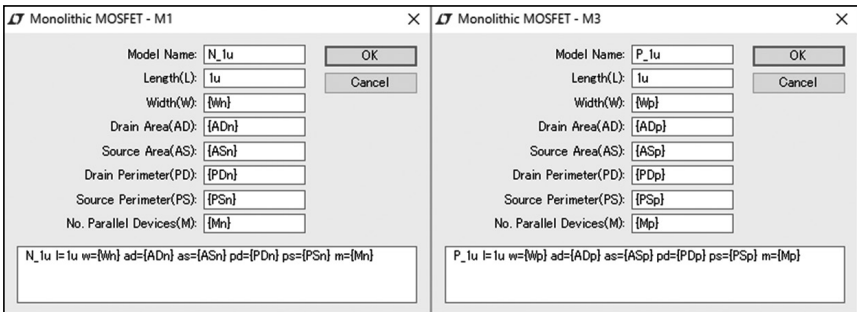 Monolithic MOSFET - M1
Model Name: N_1u
OK
Length(L): 1u
Cancel
Width(W): {Wn}
Drain Area(AD): {ADn}
Source Area(AS): {ASn}
Drain Perimeter(PD): {PDn}
Source Perimeter(PS): {PSn}
No. Parallel Devices(M): {Mn}
N_1u l=1u w={Wn} ad={ADn} as={ASn} pd={PDn} ps={PSn} m={Mn}
Monolithic MOSFET - M3
Model Name: P_1u
OK
Length(L): 1u
Cancel
Width(W): {Wp}
Drain Area(AD): {ADp}
Source Area(AS): {ASp}
Drain Perimeter(PD): {PDp}
Source Perimeter(PS): {PSp}
No. Parallel Devices(M): {Mp}
P_1u l=1u w={Wp} ad={ADp} as={ASp} pd={PDp} ps={PSp} m={Mp}